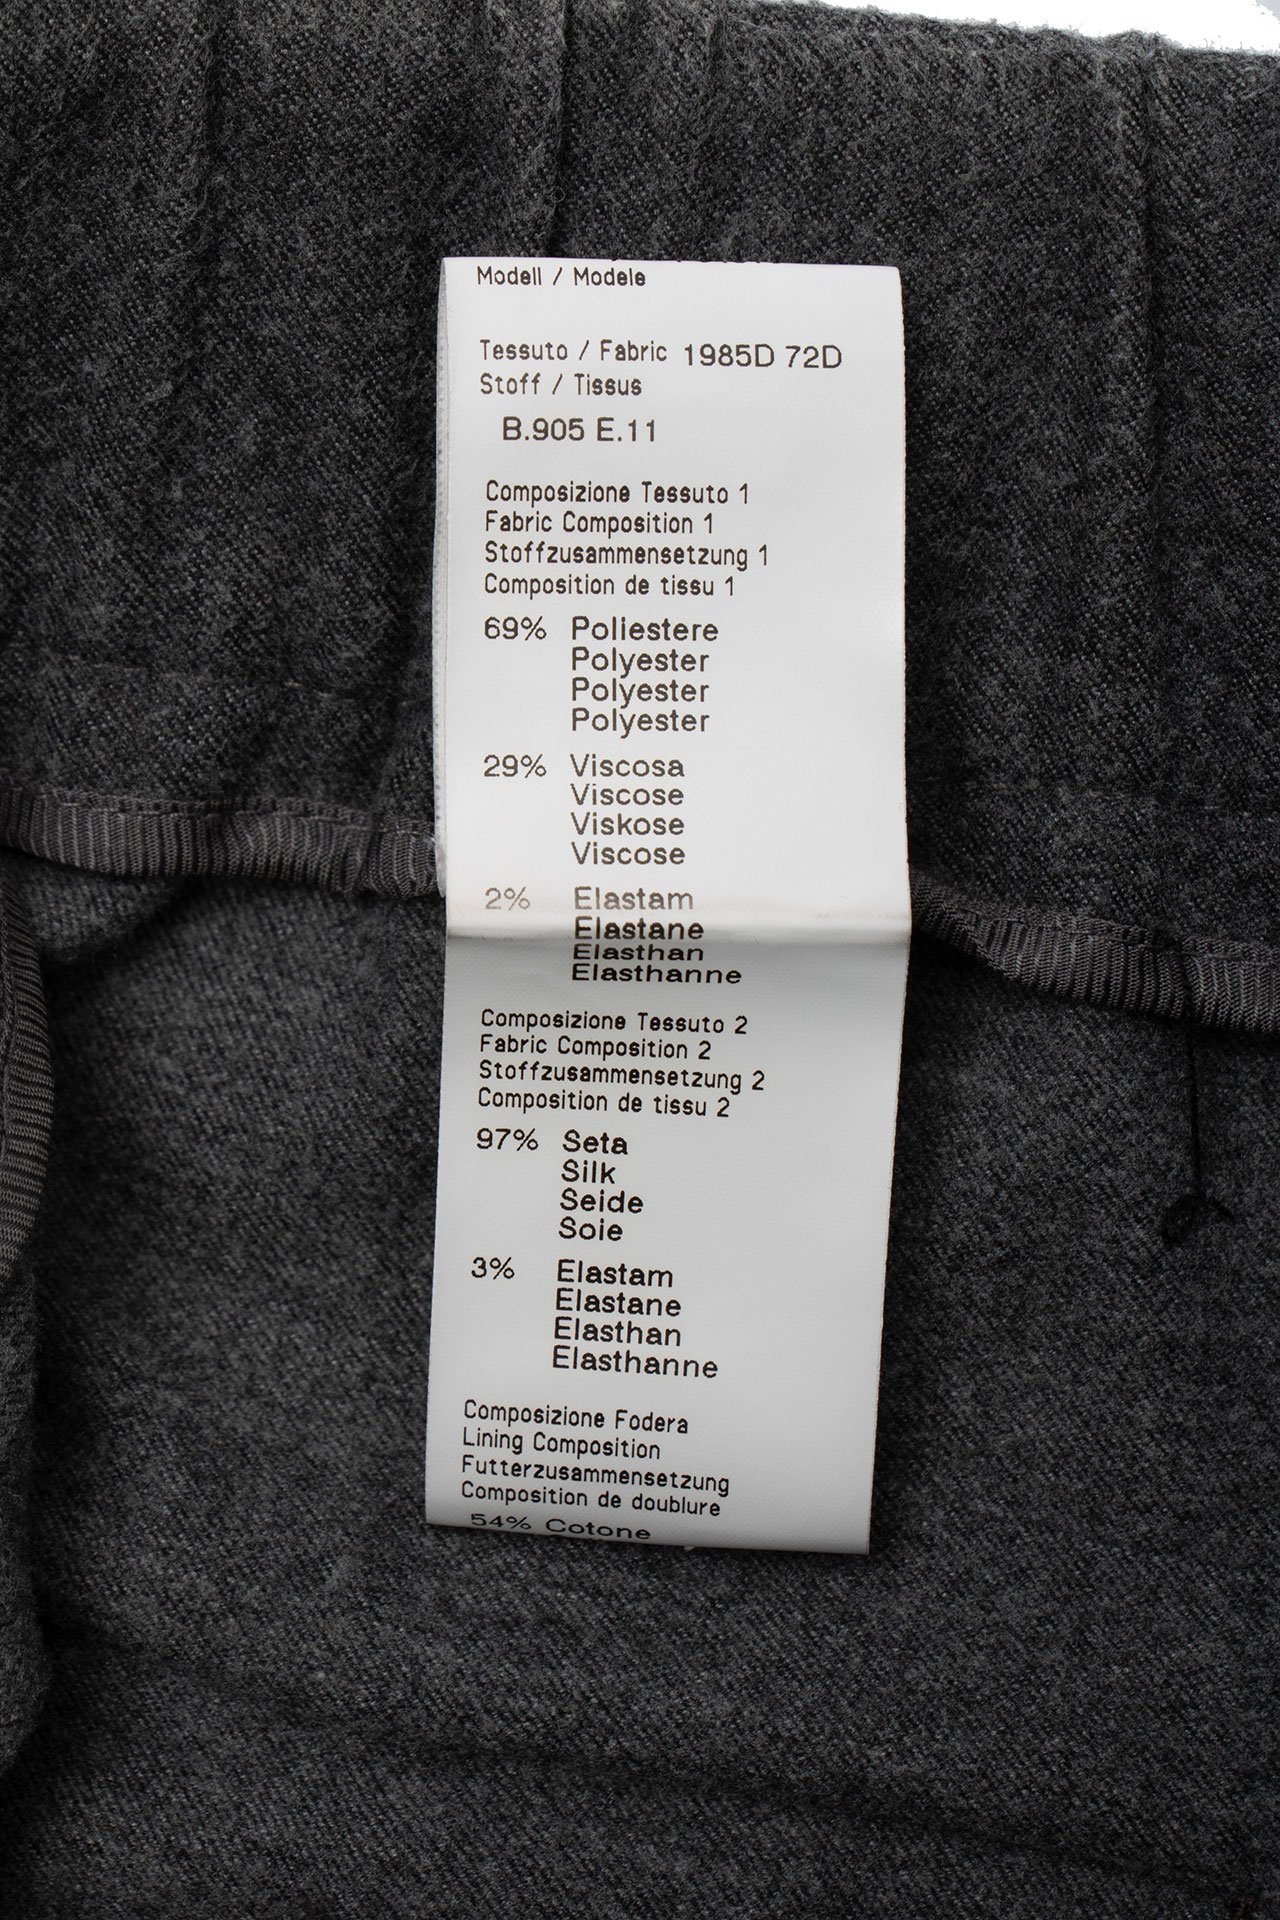 Modell / Modele
Tessuto / Fabric 1985D 72D
Stoff / Tissus
B.905 E.11
Composizione Tessuto 1
Fabric Composition 1
Stoffzusammensetzung 1
Composition de tissu 1
69% Poliestere
Polyester
Polyester
Polyester
29% Viscosa
Viscose
Viskose
Viscose
2% Elastam
Elastane
Elasthan
Elasthanne
Composizione Tessuto 2
Fabric Composition 2
Stoffzusammensetzung 2
Composition de tissu 2
97% Seta
Silk
Seide
Soie
3% Elastam
Elastane
Elasthan
Elasthanne
Composizione Fodera
Lining Composition
Futterzusammensetzung
Composition de doublure
54% Cotone